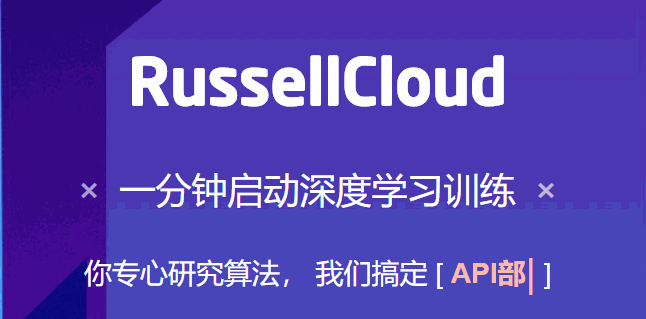 RussellCloud
× 一分钟启动深度学习训练 ×
你专心研究算法， 我们搞定 [ API部| ]